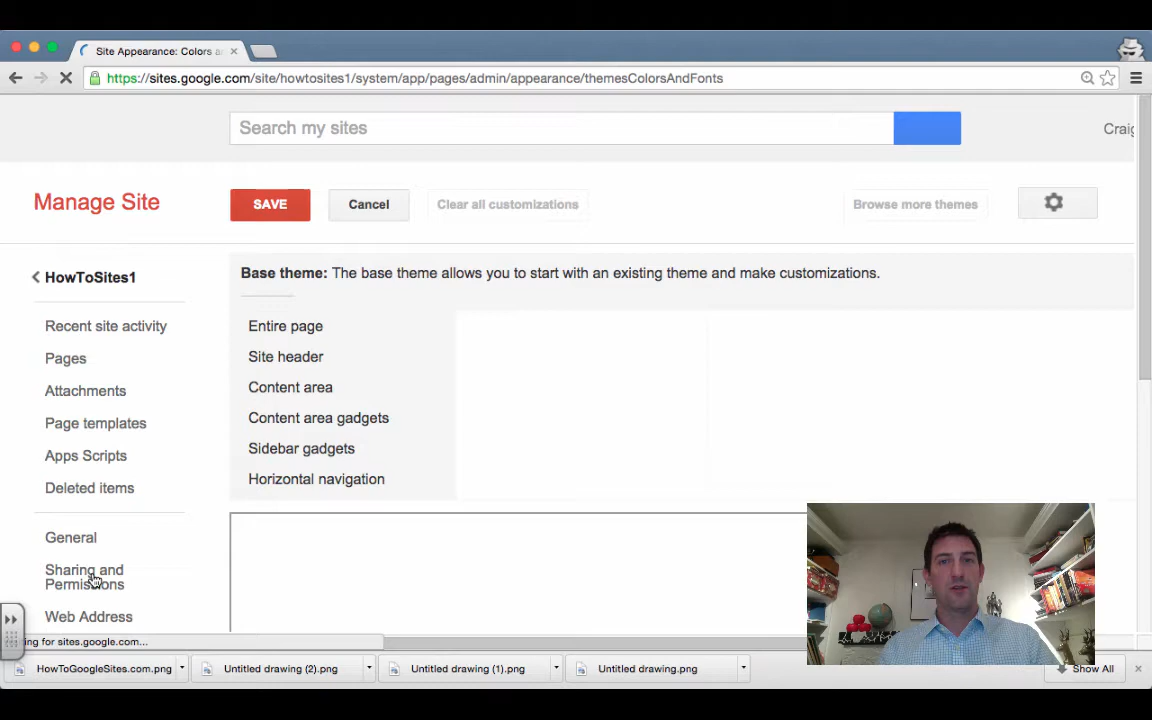 Site Appearance: Colors a
https://sites.google.com/site/howtosites1/system/app/pages/admin/appearance/themesColorsAndFonts
Search my sites
Craig
Manage Site
SAVE
Cancel
Clear all customizations
Browse more themes
HowToSites1
Base theme: The base theme allows you to start with an existing theme and make customizations.
Recent site activity
Entire page
Pages
Site header
Attachments
Content area
Page templates
Content area gadgets
Apps Scripts
Sidebar gadgets
Deleted items
Horizontal navigation
General
Sharing and
Permissions
Web Address
ng for sites.google.com...
HowToGoogleSites.com.png
Untitled drawing (2).png
Untitled drawing (1).png
Untitled drawing.png
Show All